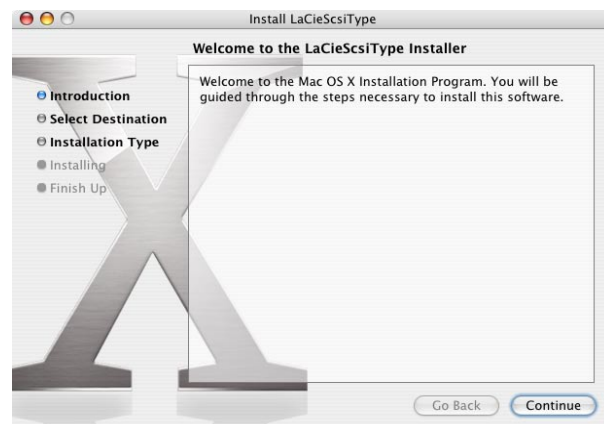 Install LaCieScsiType
Welcome to the LaCieScsiType Installer
Introduction
Select Destination
Installation Type
Installing
Finish Up
Welcome to the Mac OS X Installation Program. You will be
guided through the steps necessary to install this software.
Go Back
Continue